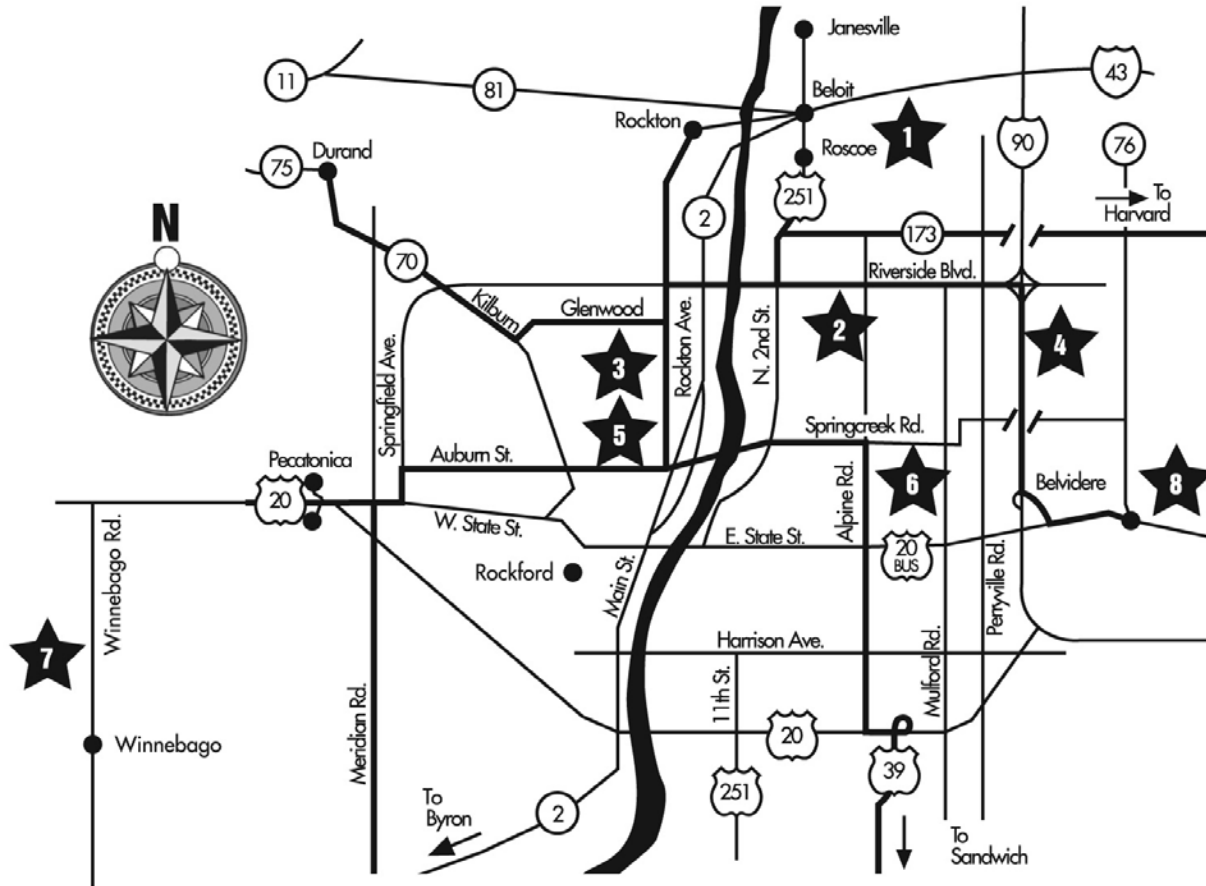 Janesville
11
81
43
Beloit
Rockton
1
90
76
75
Durand
Roscoe
251
To
Harvard
2
N
173
70
Riverside Blvd.
Kilburn
Glenwood
Rockton Ave.
N. 2nd St.
2
4
3
Springfield Ave.
5
Springcreek Rd.
Auburn St.
Pecatonica
20
6
Belvidere
8
W. State St.
E. State St.
Alpine Rd.
20
BUS
Winnebago Rd.
Rockford
Main St.
Perryville Rd.
7
Harrison Ave.
Mulford Rd.
11th St.
Meridian Rd.
Winnebago
20
39
251
To
Byron
2
To
Sandwich